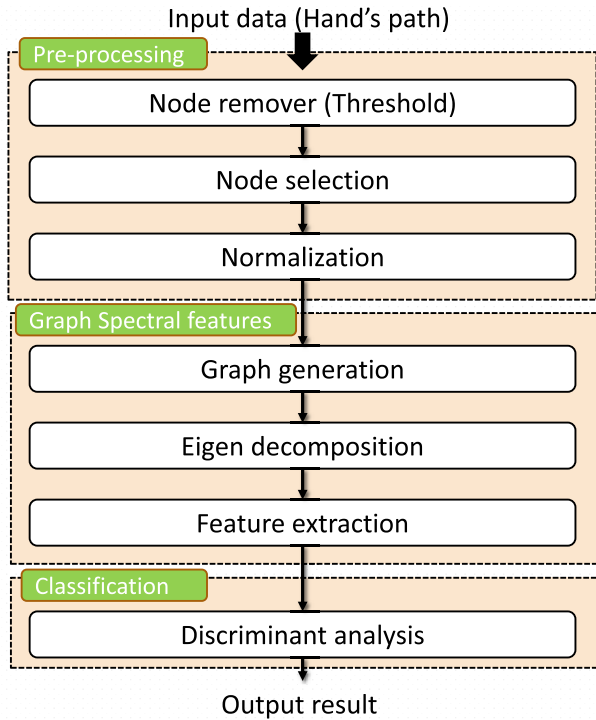 Input data (Hand's path)
Pre-processing
Node remover (Threshold)
Node selection
Normalization
Graph Spectral features
Graph generation
Eigen decomposition
Feature extraction
Classification
Discriminant analysis
Output result